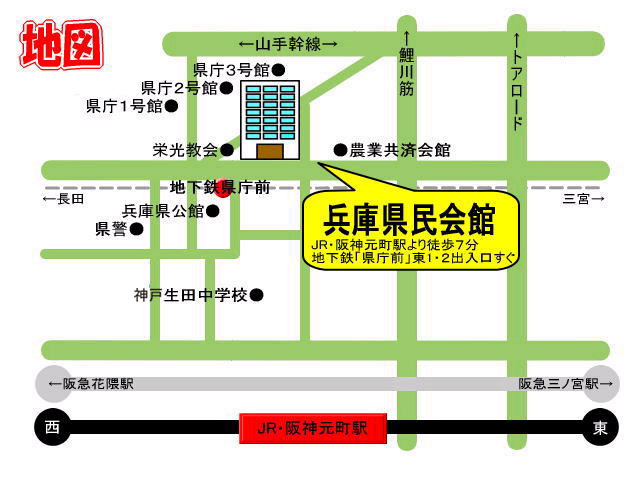 地図
←山手幹線→
←鯉川筋
←トアロード
県庁3号館●
県庁2号館●
県庁1号館●
栄光教会●
●農業共済会館
地下鉄県庁前
←長田
三宮→
兵庫県公館●
県警●
兵庫県民会館
JR・阪神元町駅より徒歩7分
地下鉄「県庁前」東1・2出入口すぐ
神戸生田中学校●
←阪急花隈駅
阪急三ノ宮駅→
西
JR・阪神元町駅
東